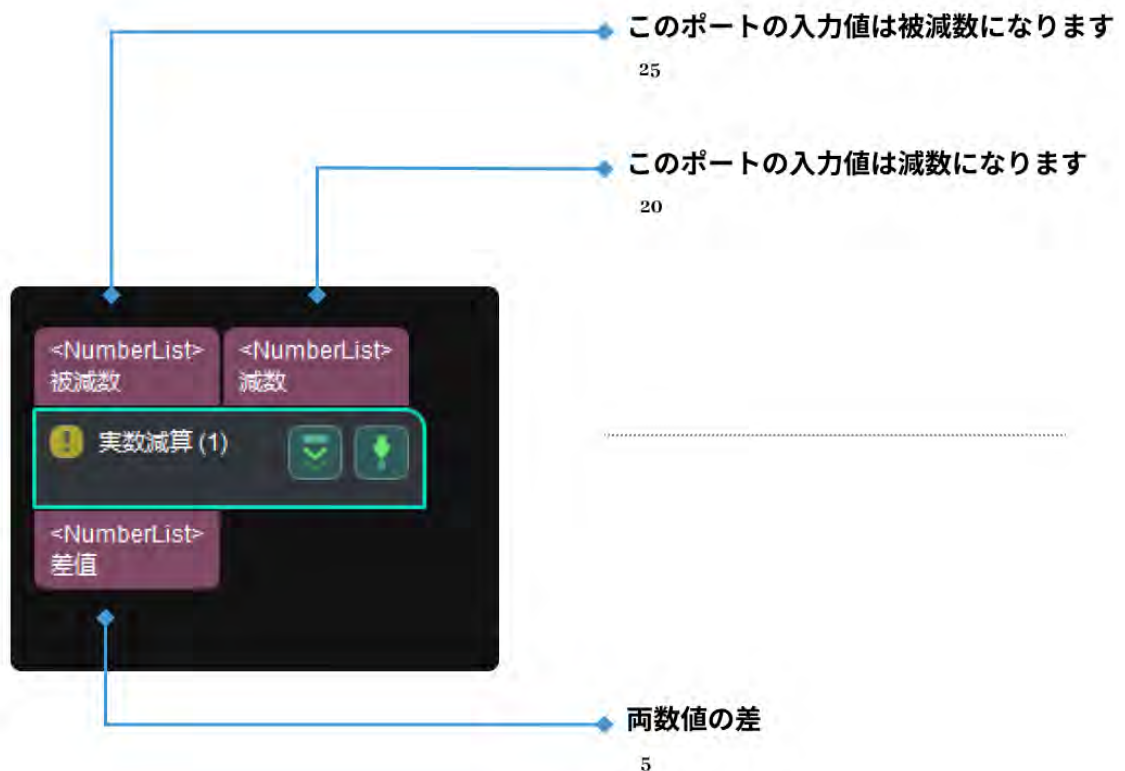 このポートの入力値は被減数になります
25
このポートの入力値は減数になります
20
<NumberList>
被減数
<NumberList>
減数
実数減算 (1)
<NumberList>
差值
両数値の差
5